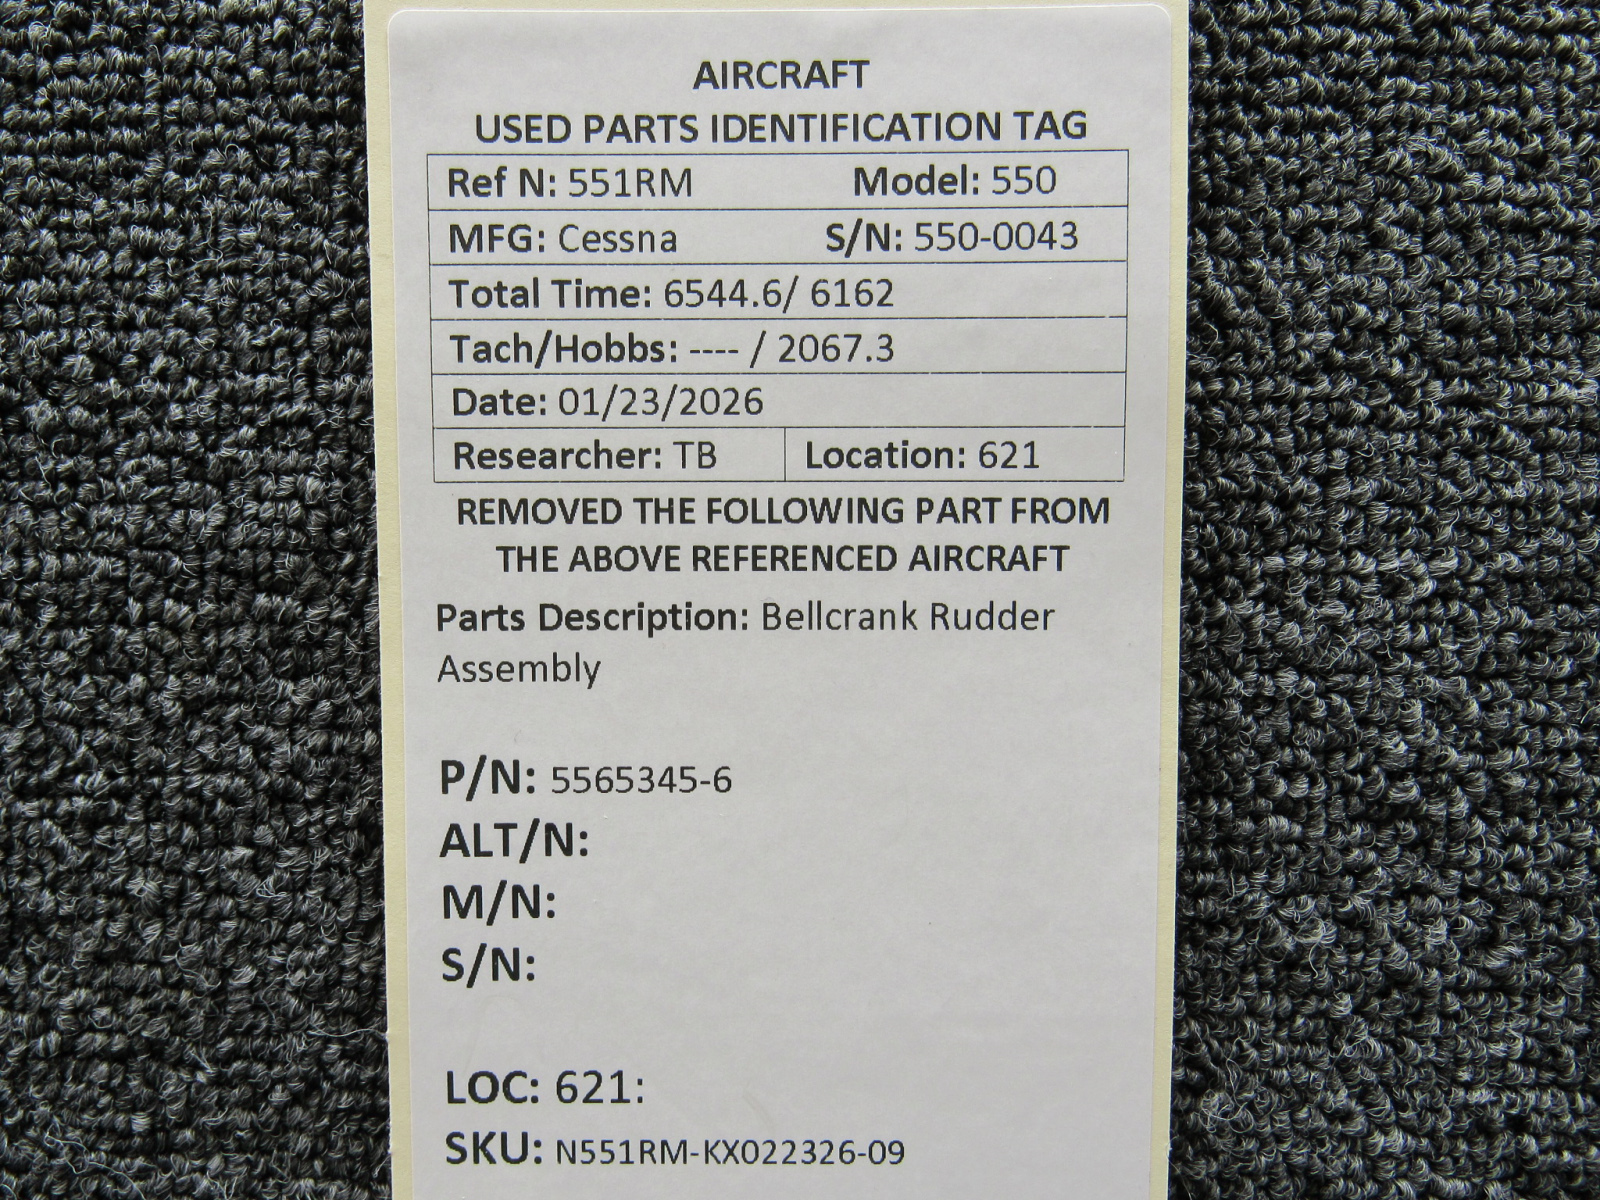 AIRCRAFT
USED PARTS IDENTIFICATION TAG
Ref N: 551RM Model: 550
MFG: Cessna S/N: 550-0043
Total Time: 6544.6/ 6162
Tach/Hobbs: ---- / 2067.3
Date: 01/23/2026
Researcher: TB Location: 621
REMOVED THE FOLLOWING PART FROM
THE ABOVE REFERENCED AIRCRAFT
Parts Description: Bellcrank Rudder
Assembly
P/N: 5565345-6
ALT/N:
M/N:
S/N:
LOC: 621:
SKU: N551RM-KX022326-09